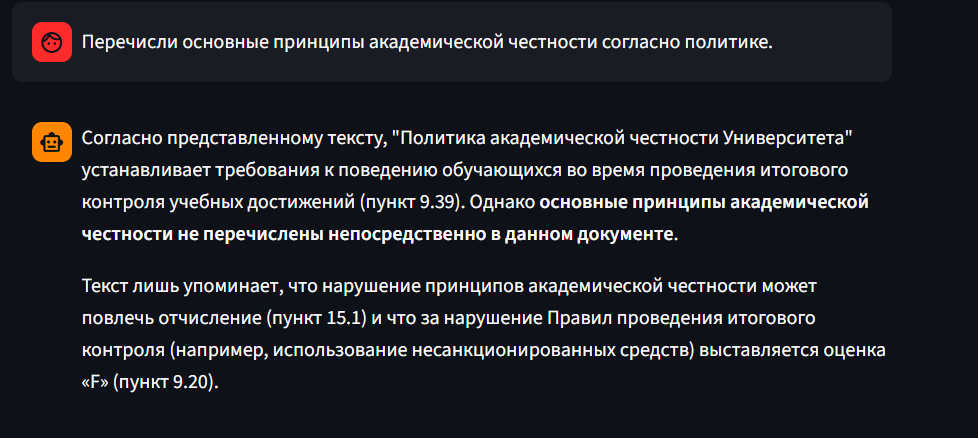 Перечисли основные принципы академической честности согласно политике.
Согласно представленному тексту, "Политика академической честности Университета"
устанавливает требования к поведению обучающихся во время проведения итогового
контроля учебных достижений (пункт 9.39). Однако основные принципы академической
честности не перечислены непосредственно в данном документе.
Текст лишь упоминает, что нарушение принципов академической честности может
повлечь отчисление (пункт 15.1) и что за нарушение Правил проведения итогового
контроля (например, использование несанкционированных средств) выставляется оценка
«F» (пункт 9.20).